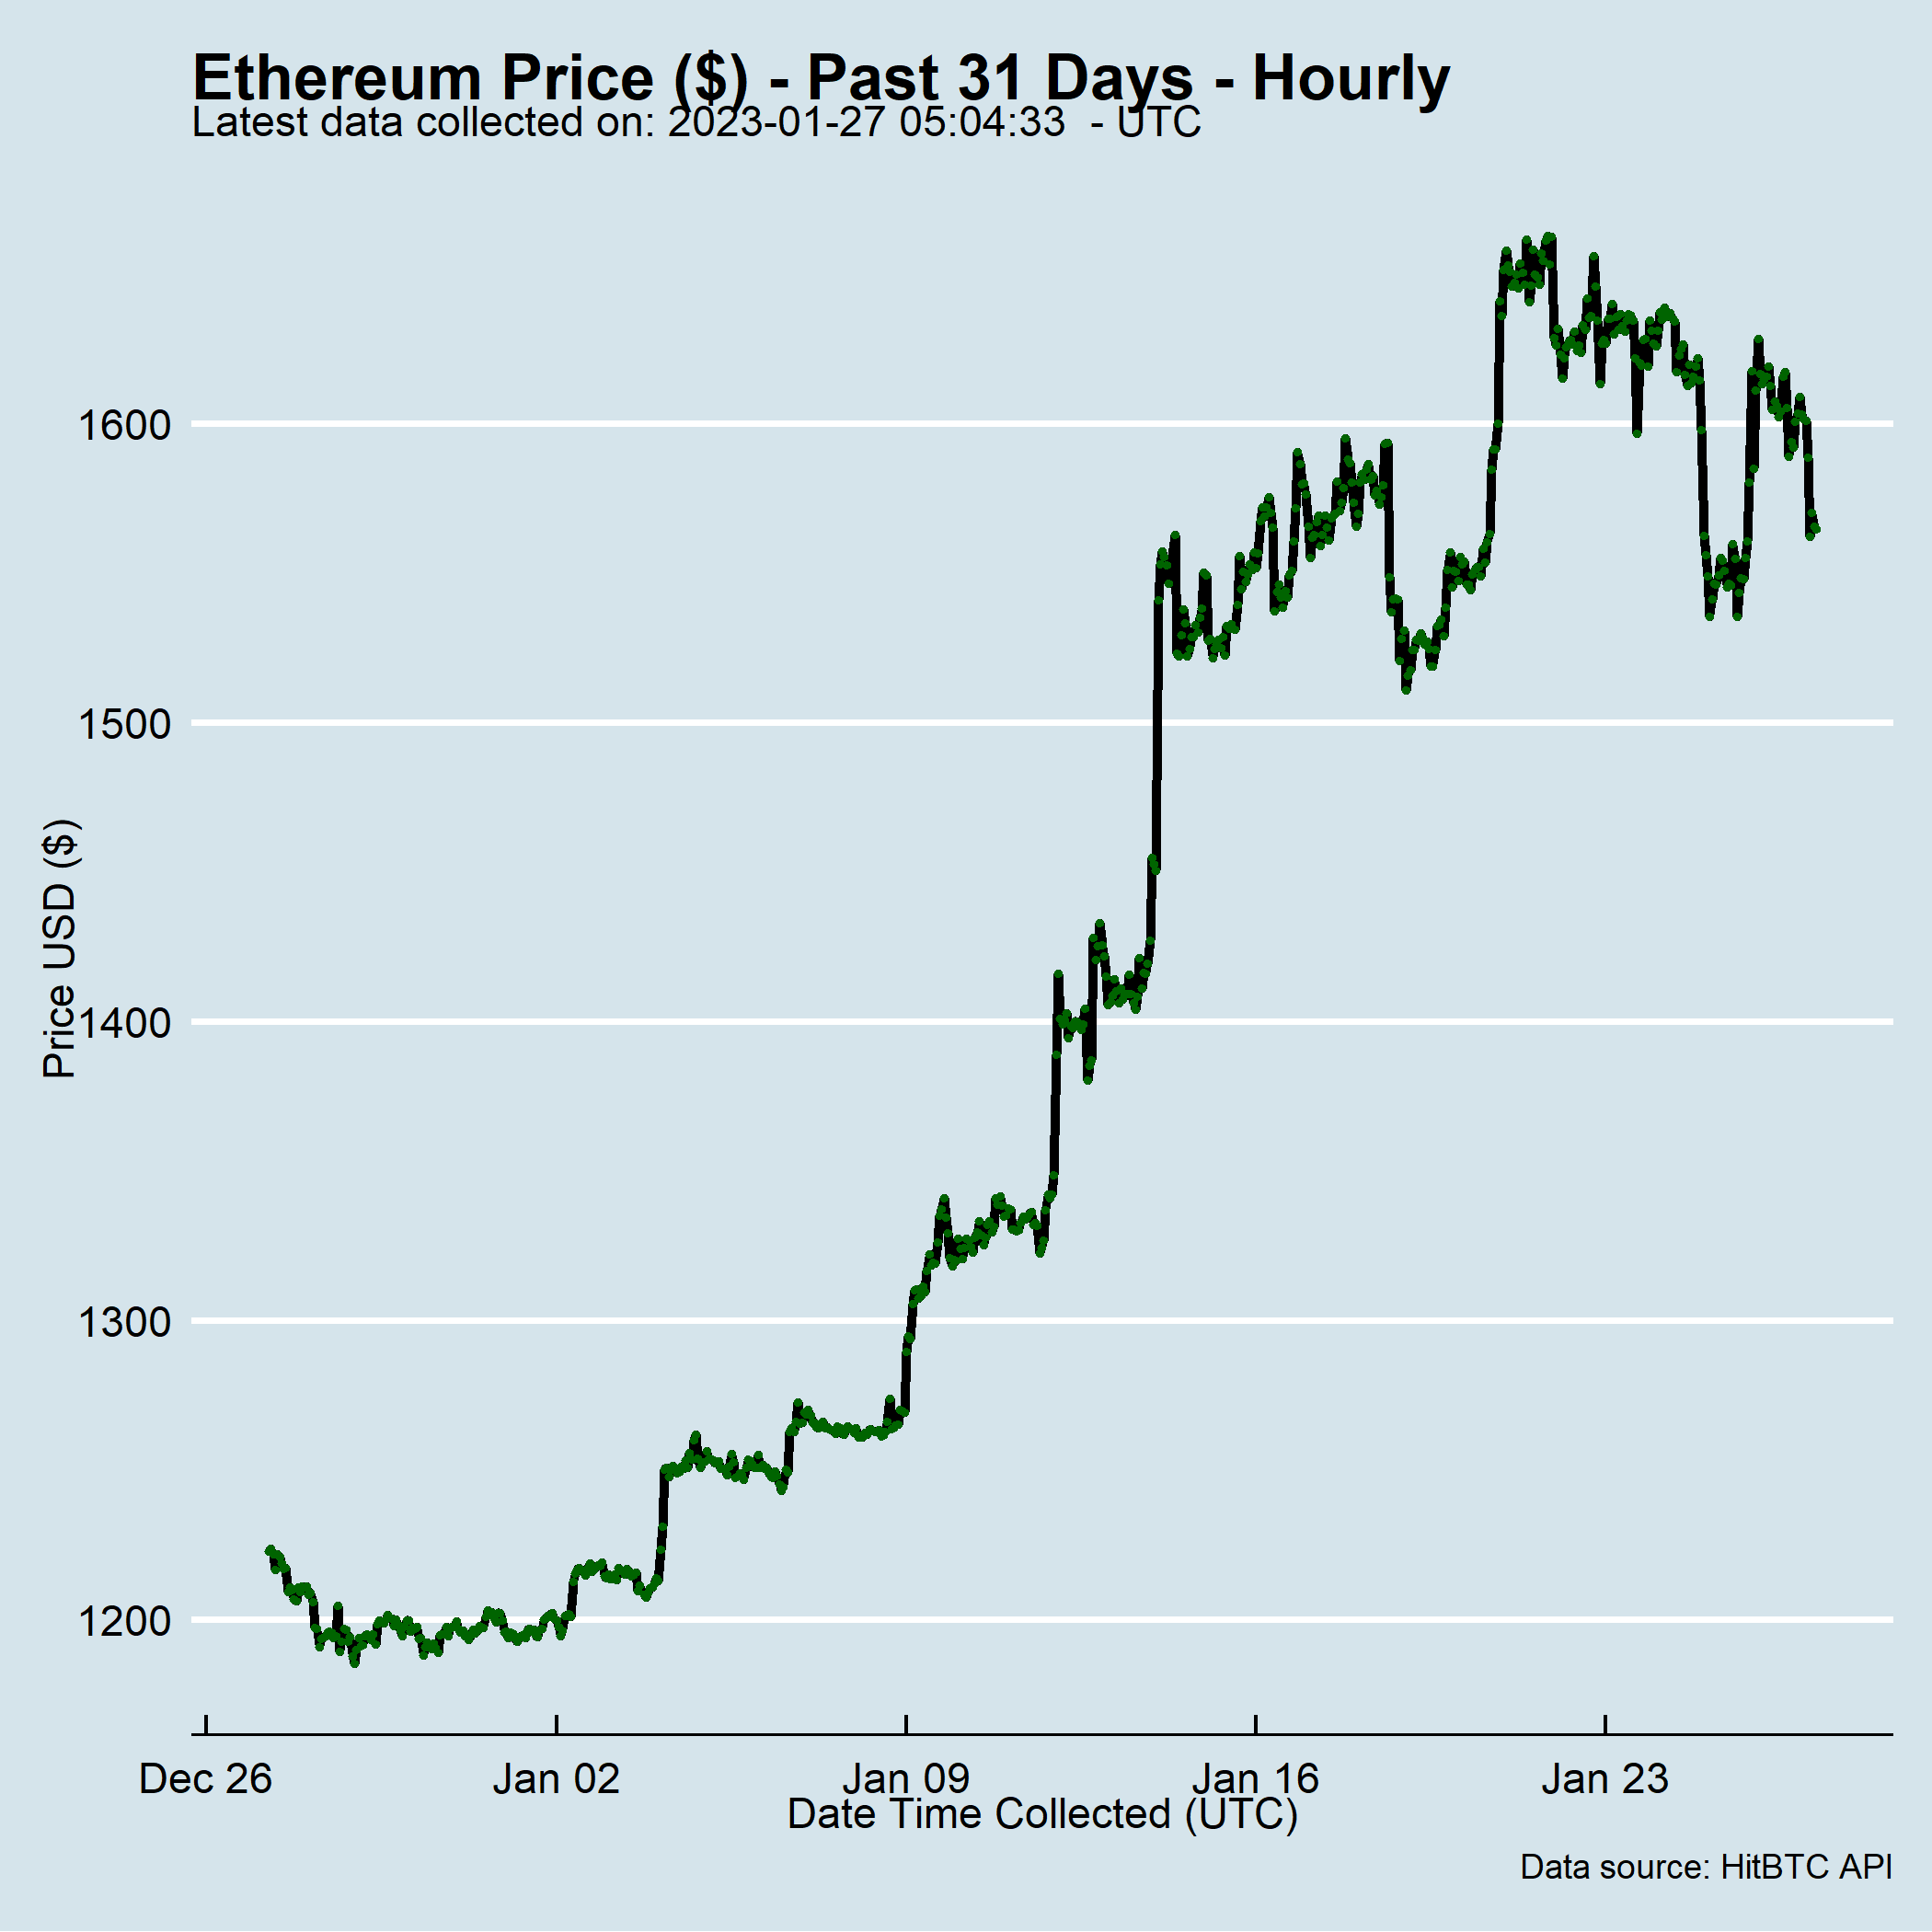 Ethereum Price ($) - Past 31 Days - Hourly
Latest data collected on: 2023-01-27 05:04:33  - UTC
1600
1500
1400
1300
1200
Price USD ($)
Dec 26
Jan 02
Jan 09
Jan 16
Jan 23
Date Time Collected (UTC)
Data source: HitBTC API